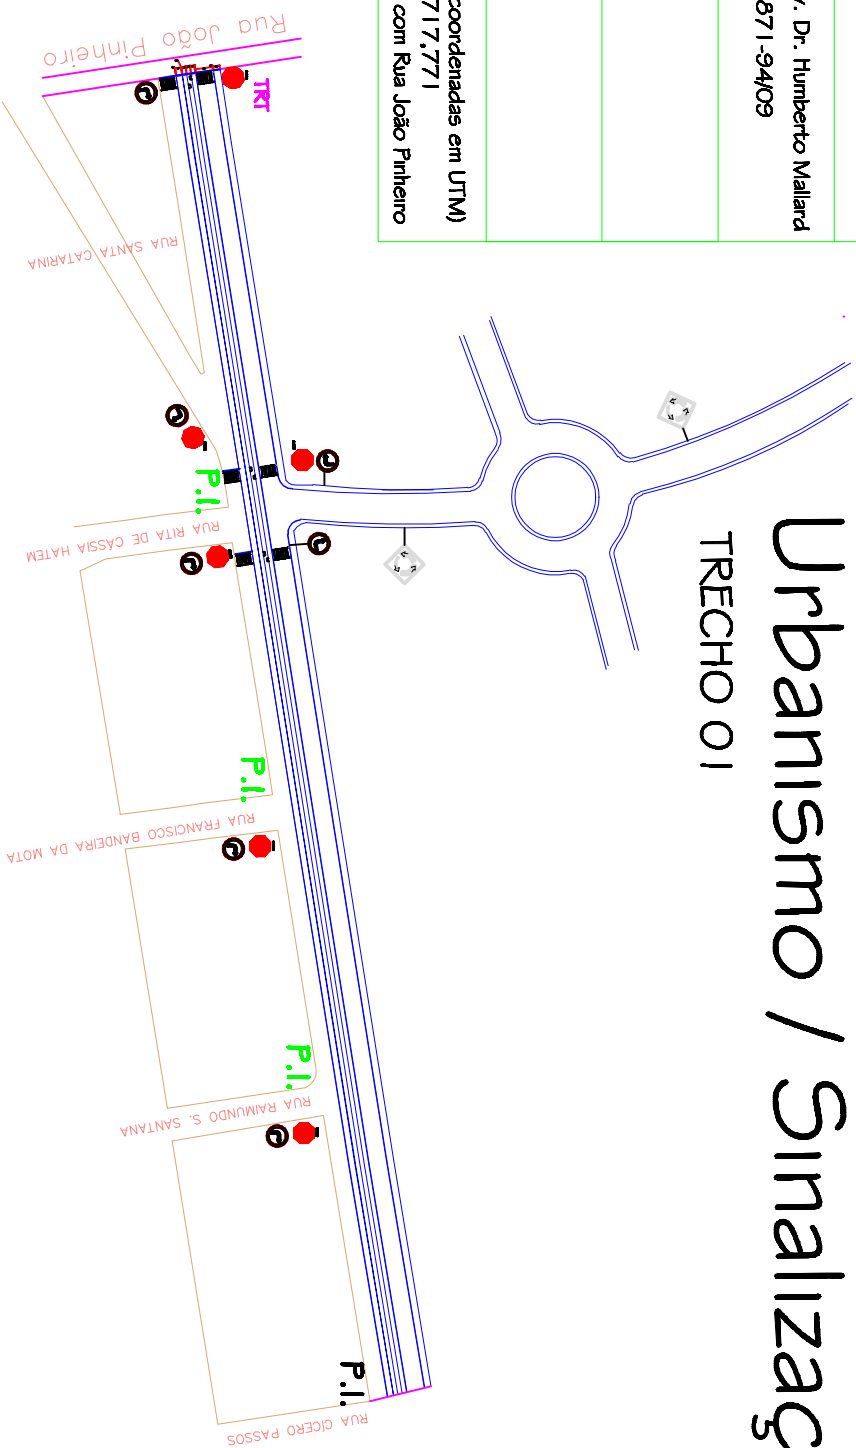 v. Dr. Humberto Mallard
871-94/09
coordenadas em UTM)
717,771
com Rua João Pinheiro
Urbanismo / Sinalizaç
TRECHO 01
Rua João Pinheiro
TRT
RUA SANTA CATARINA
P.I.
RUA RITA DE CASSIA HATEM
P.I.
RUA FRANCISCO BANDEIRA DA MOTA
P.I.
RUA RAIMUNDO S. SANTANA
P.I.
RUA CÍCERO PASSOS